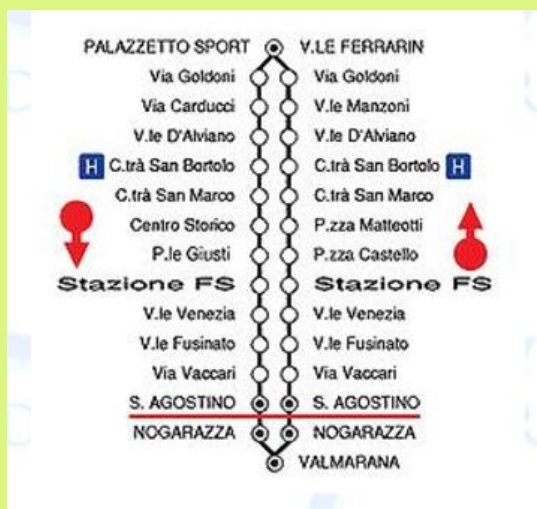 PALAZZETTO SPORT V.LE FERRARIN
Via Goldoni Via Goldoni
Via Carducci V.le Manzoni
V.le D'Alviano V.le D'Alviano
H C.trà San Bortolo C.trà San Bortolo H
C.trà San Marco C.trà San Marco
Centro Storico P.zza Matteotti
P.le Giusti P.zza Castello
Stazione FS Stazione FS
V.le Venezia V.le Venezia
V.le Fusinato V.le Fusinato
Via Vaccari Via Vaccari
S. AGOSTINO S. AGOSTINO
NOGARAZZA NOGARAZZA
VALMARANA